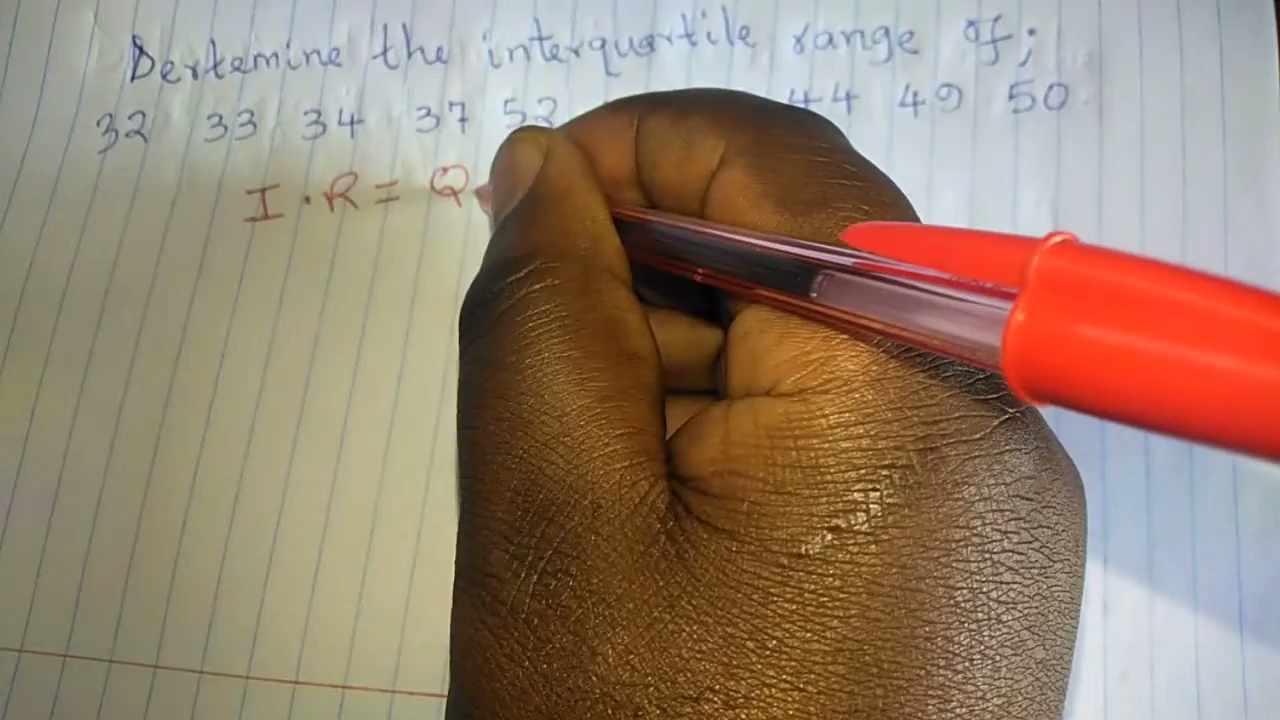 Dertemine the interquartile range of;
32 33 34 37 52 44 49 50
I.R = Q